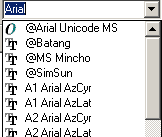 Arial
@Arial Unicode MS
@Batang
@MS Mincho
@SimSun
A1 Arial AzCyr
A1 Arial AzLat
A2 Arial AzCyr
A2 Arial AzLat